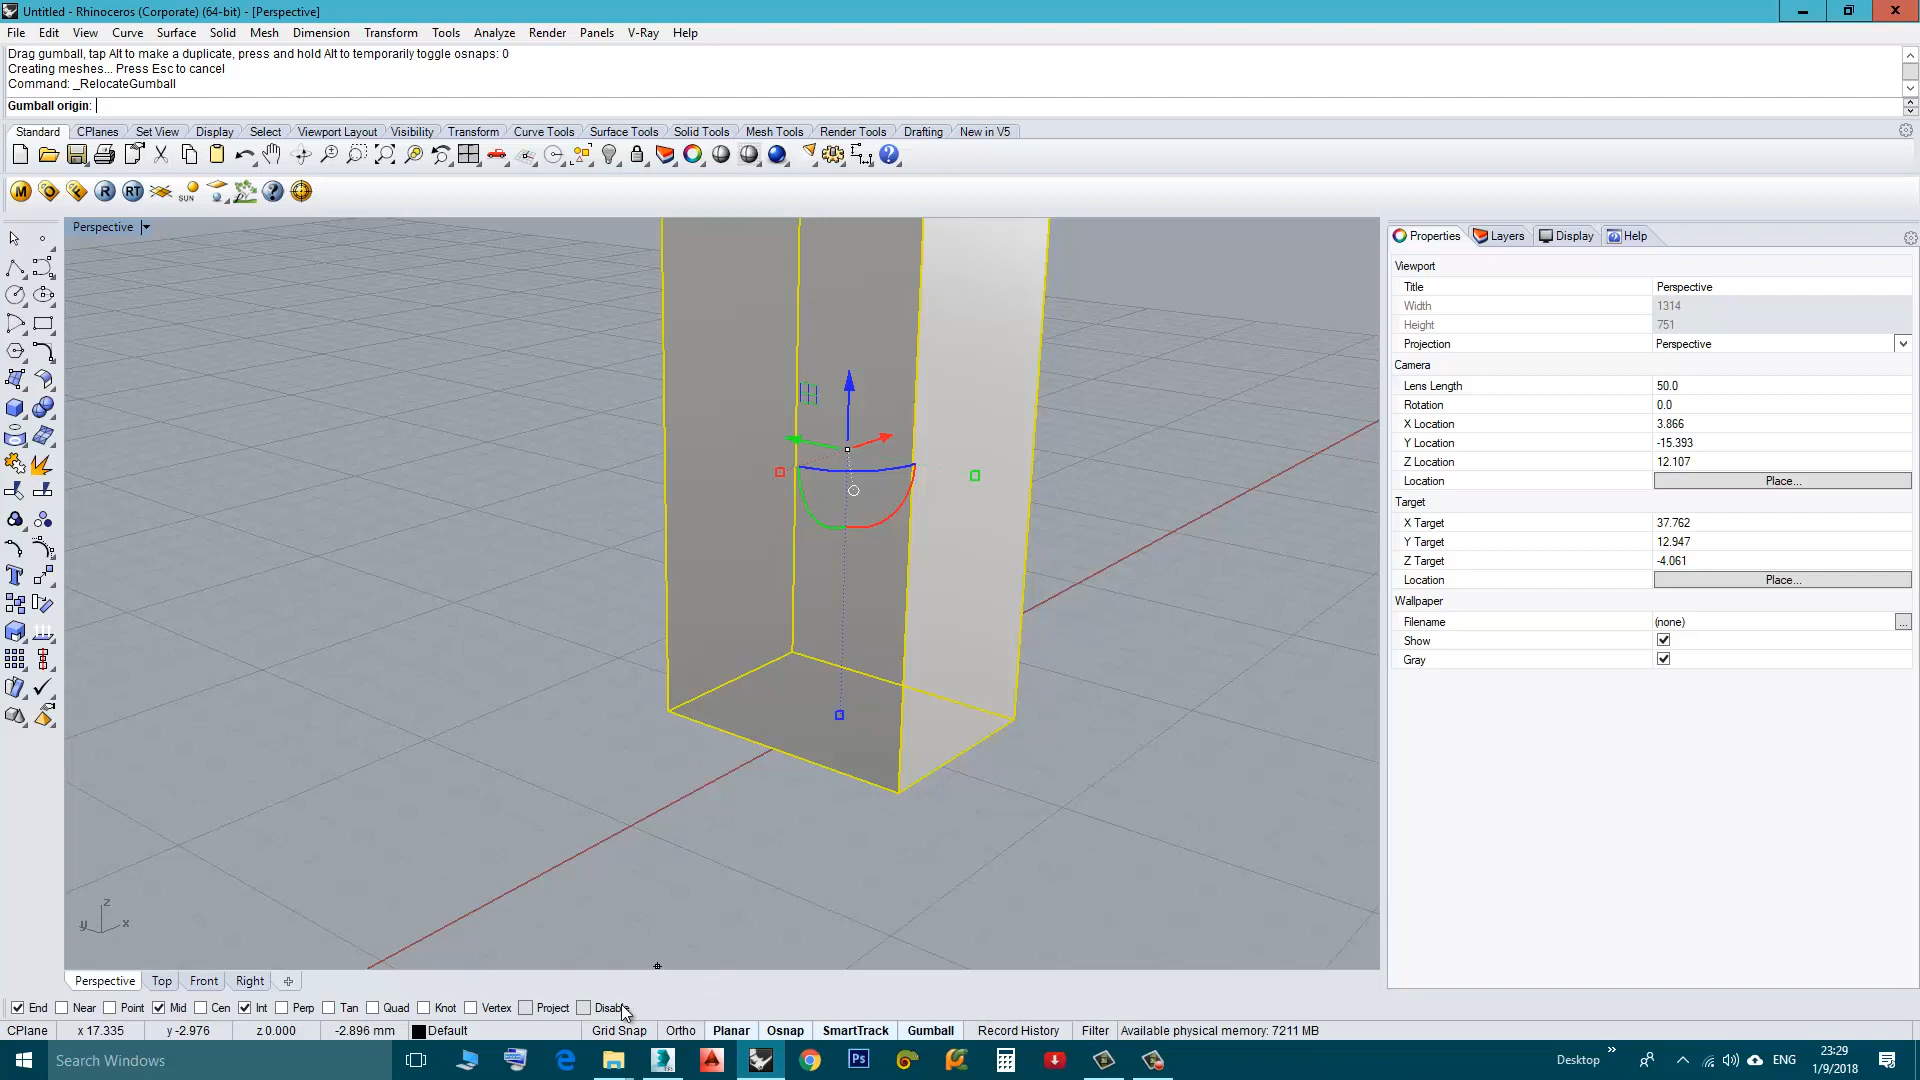 Untitled - Rhinoceros (Corporate) (64-bit) - [Perspective]
File Edit View Curve Surface Solid Mesh Dimension Transform Tools Analyze Render Panels V-Ray Help
Drag gumball, tap Alt to make a duplicate, press and hold Alt to temporarily toggle osnaps: 0
Creating meshes... Press Esc to cancel
Command: _RelocateGumball
Gumball origin:
Standard CPlanes Set View Display Select Viewport Layout Visibility Transform Curve Tools Surface Tools Solid Tools Mesh Tools Render Tools Drafting New in V5
M O F R RT SUN
Perspective
Properties Layers Display Help
Viewport
Title Perspective
Width 1314
Height 751
Projection Perspective
Camera
Lens Length 50.0
Rotation 0.0
X Location 3.866
Y Location -15.393
Z Location 12.107
Location Place...
Target
X Target 37.762
Y Target 12.947
Z Target -4.061
Location Place...
Wallpaper
Filename (none) ...
Show
Gray
z
y x
Perspective Top Front Right
End Near Point Mid Cen Int Perp Tan Quad Knot Vertex Project Disable
CPlane x 17.335 y -2.976 z 0.000 -2.896 mm Default Grid Snap Ortho Planar Osnap SmartTrack Gumball Record History Filter Available physical memory: 7211 MB
Search Windows
Ps
Desktop
ENG
23:29
1/9/2018